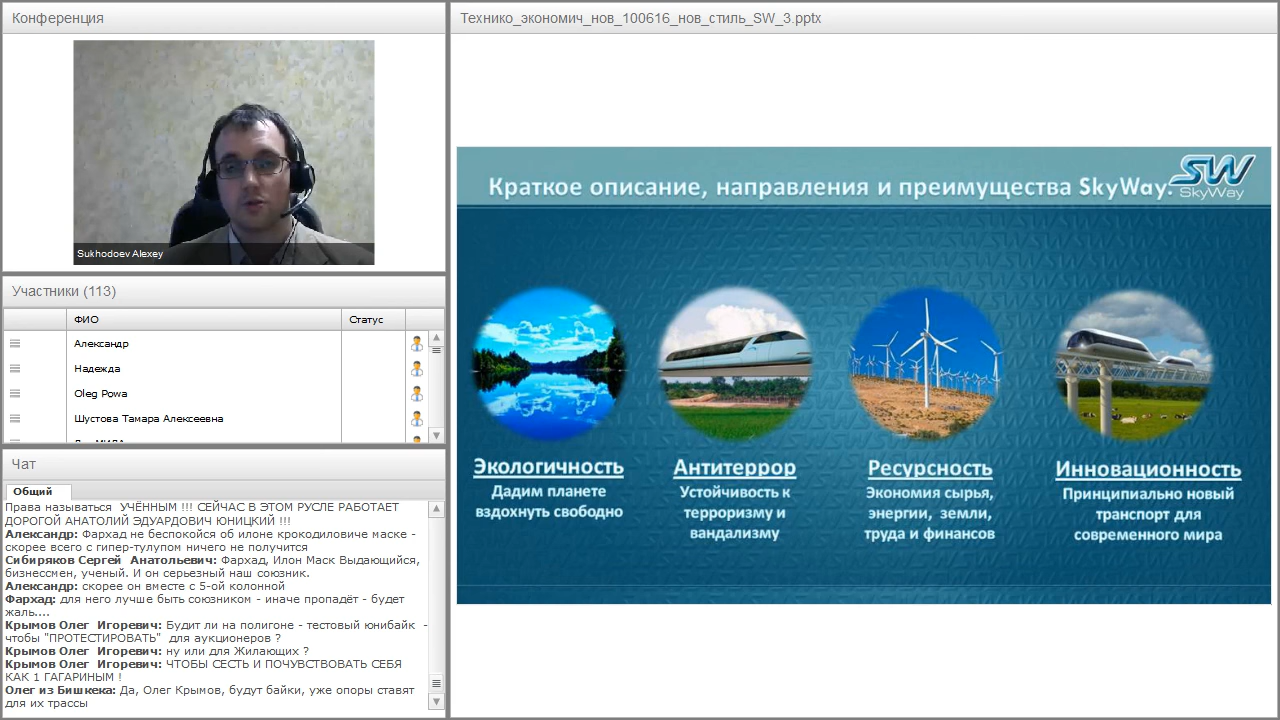 Конференция
Sukhodoev Alexey
Участники (113)
ФИО
Статус
Александр
Надежда
Oleg Powa
Шустова Тамара Алексеевна
Чат
Общий
Права называться УЧЁННЫМ !!! СЕЙЧАС В ЭТОМ РУСЛЕ РАБОТАЕТ
ДОРОГОЙ АНАТОЛИЙ ЭДУАРДОВИЧ ЮНИЦКИЙ !!!
Александр: Фархад не беспокойся об илоне крокодиловиче маске -
скорее всего с гипер-тулупом ничего не получится
Сибиряков Сергей Анатольевич: Фархад, Илон Маск Выдающийся,
бизнессмен, ученый. И он серьезный наш союзник.
Александр: скорее он вместе с 5-ой колонной
Фархад: для него лучше быть союзником - иначе пропадёт - будет
жаль....
Крымов Олег Игоревич: Будит ли на полигоне - тестовый юнибайк -
чтобы "ПРОТЕСТИРОВАТЬ" для аукционеров ?
Крымов Олег Игоревич: ну или для Жилающих ?
Крымов Олег Игоревич: ЧТОБЫ СЕСТЬ И ПОЧУВСТВОВАТЬ СЕБЯ
КАК 1 ГАГАРИНЫМ !
Олег из Бишкека: Да, Олег Крымов, будут байки, уже опоры ставят
для их трассы
Технико_экономич_нов_100616_нов_стиль_SW_3.pptx
Краткое описание, направления и преимущества SkyWay.
SW
SkyWay
Экологичность
Дадим планете
вздохнуть свободно
Антитеррор
Устойчивость к
терроризму и
вандализму
Ресурсность
Экономия сырья,
энергии, земли,
труда и финансов
Инновационность
Принципиально новый
транспорт для
современного мира